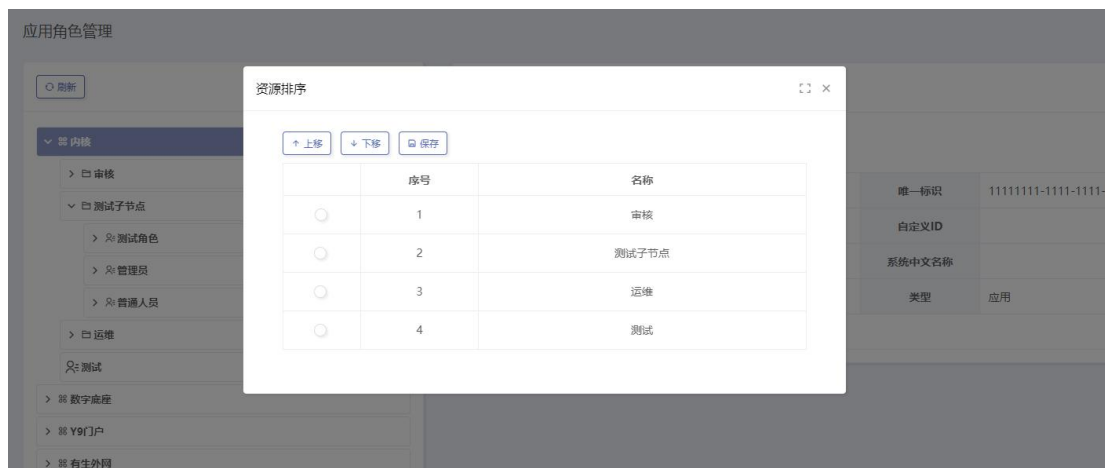 应用角色管理
刷新
资源排序
上移 下移 保存
序号 名称
1 审核
2 测试子节点
3 运维
4 测试
内核
审核
测试子节点
测试角色
管理员
普通人员
运维
测试
数字底座
Y9门户
有生外网
唯一标识 11111111-1111-1111-
自定义ID
系统中文名称
类型 应用